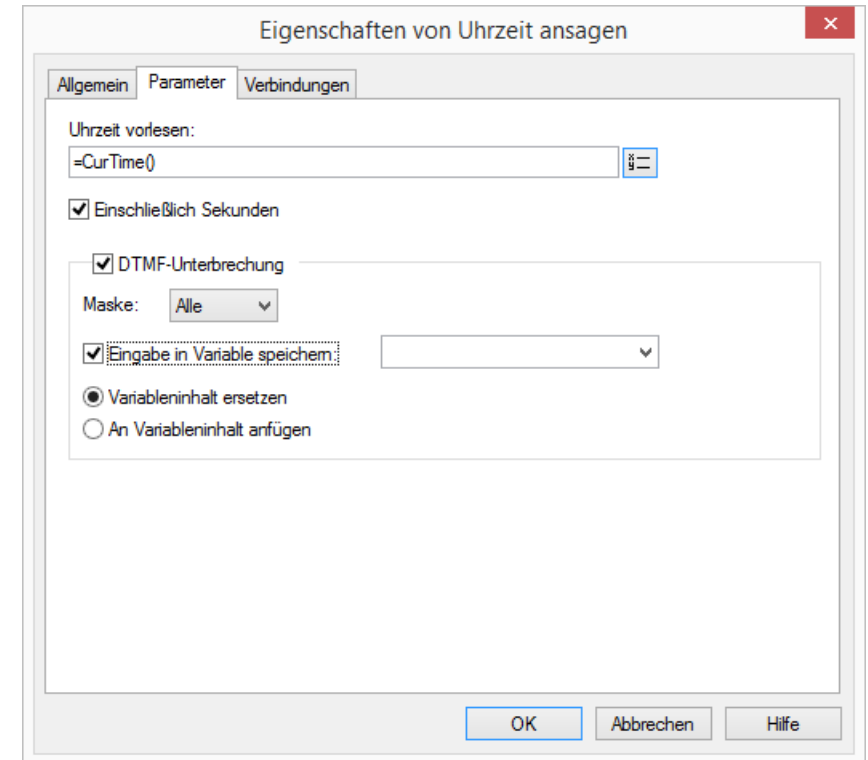 Eigenschaften von Uhrzeit ansagen
Allgemein Parameter Verbindungen
Uhrzeit vorlesen:
=CurTime()
Einschließlich Sekunden
DTMF-Unterbrechung
Maske: Alle
Eingabe in Variable speichern:
Variableninhalt ersetzen
An Variableninhalt anfügen
OK Abbrechen Hilfe